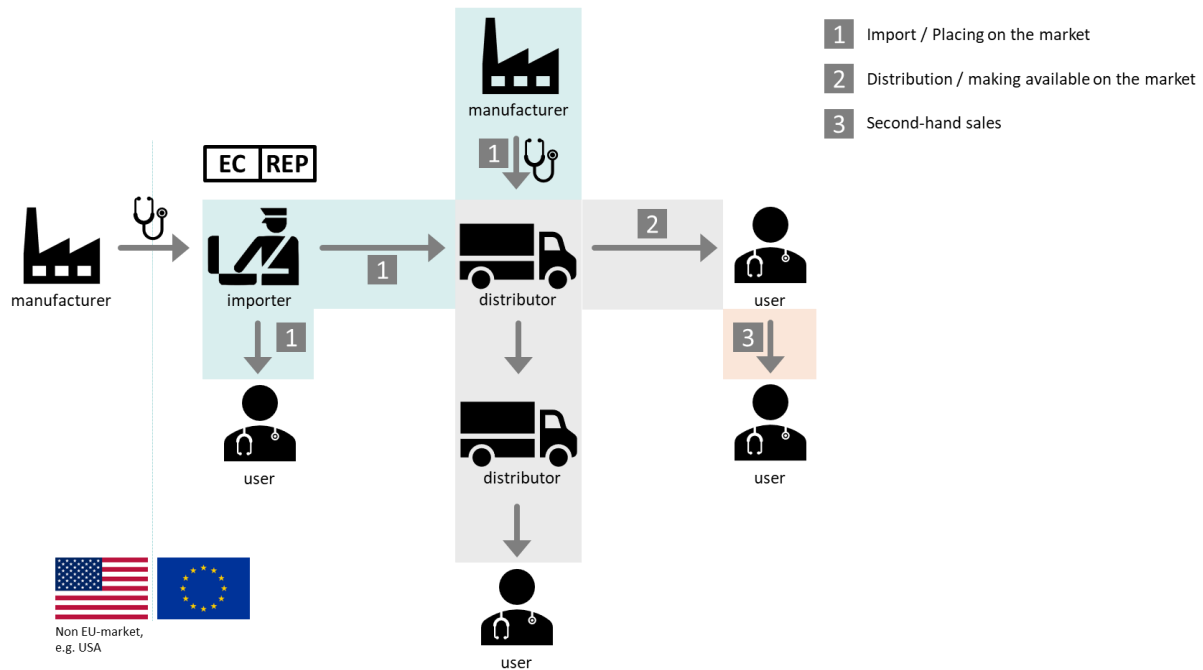 1 Import / Placing on the market
manufacturer
2 Distribution / making available on the market
3 Second-hand sales
1
EC REP
2
1
manufacturer
importer
distributor
user
1
3
user
distributor
user
Non EU-market,
e.g. USA
user